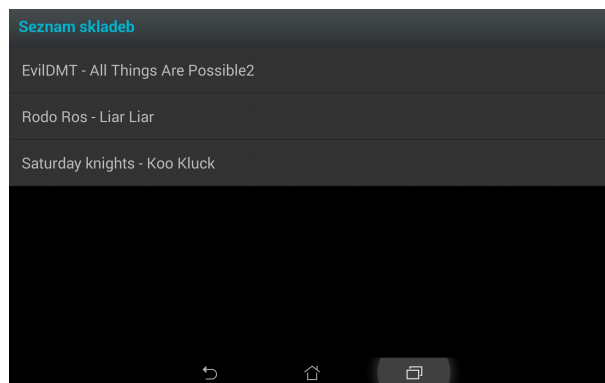 Seznam skladeb
EvilDMT - All Things Are Possible2
Rodo Ros - Liar Liar
Saturday knights - Koo Kluck